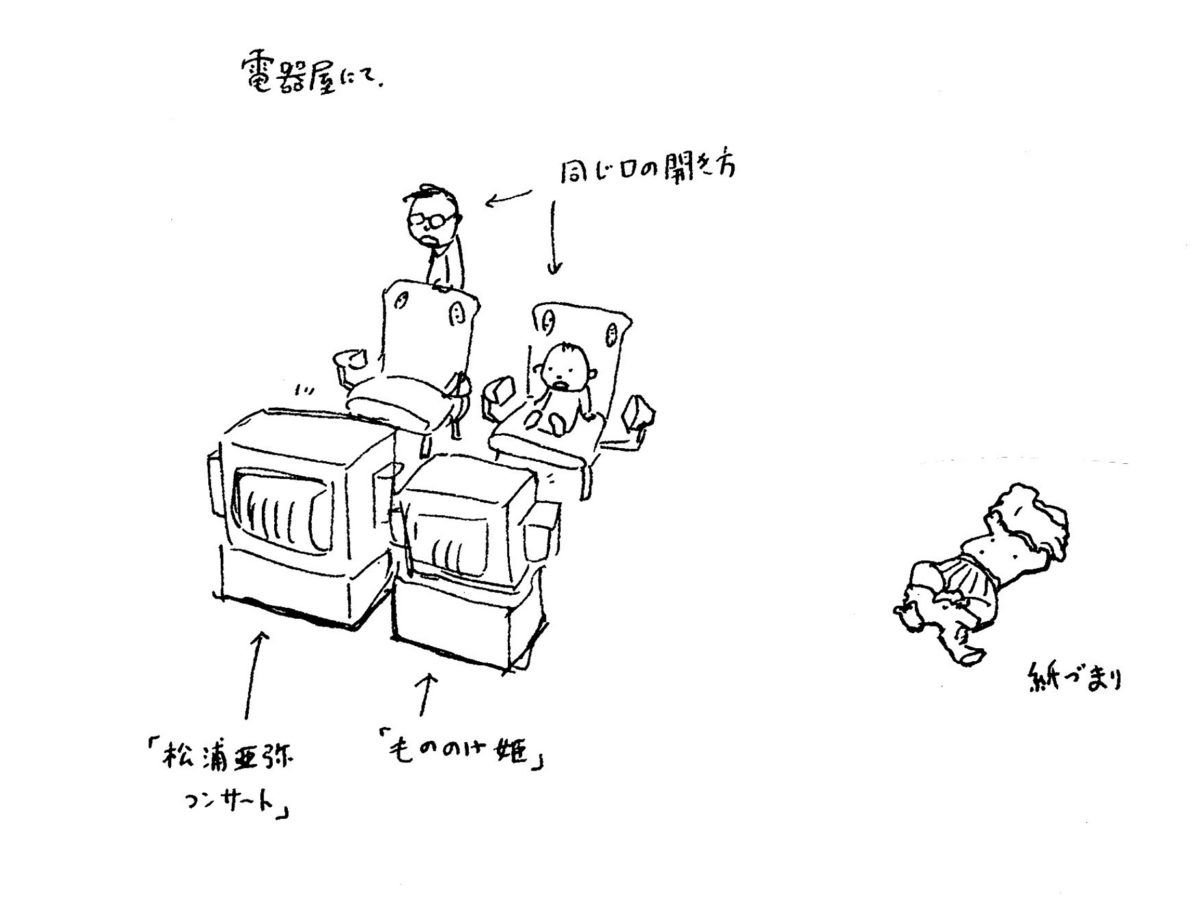 電器屋にて.
同じ口の開き方
「松浦亜弥
コンサート」
「もののけ姫」
紙づまり